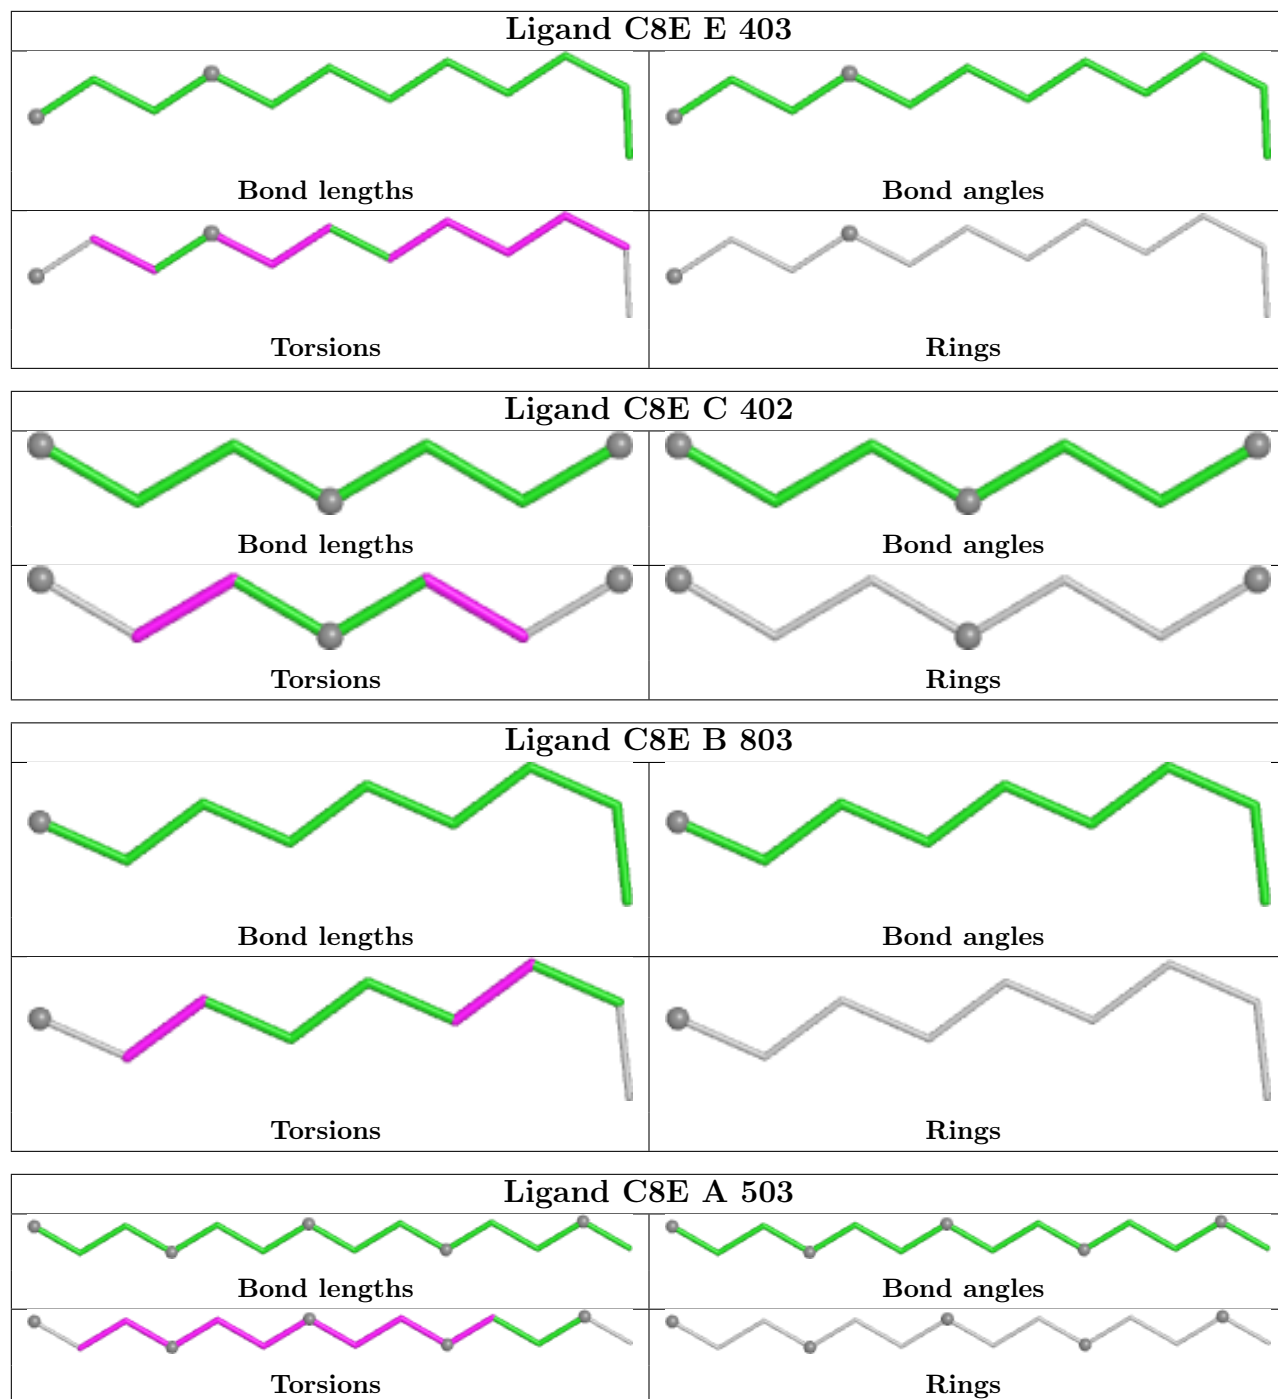 Ligand C8E E 403
Bond lengths
Bond angles
Torsions
Rings
Ligand C8E C 402
Bond lengths
Bond angles
Torsions
Rings
Ligand C8E B 803
Bond lengths
Bond angles
Torsions
Rings
Ligand C8E A 503
Bond lengths
Bond angles
Torsions
Rings